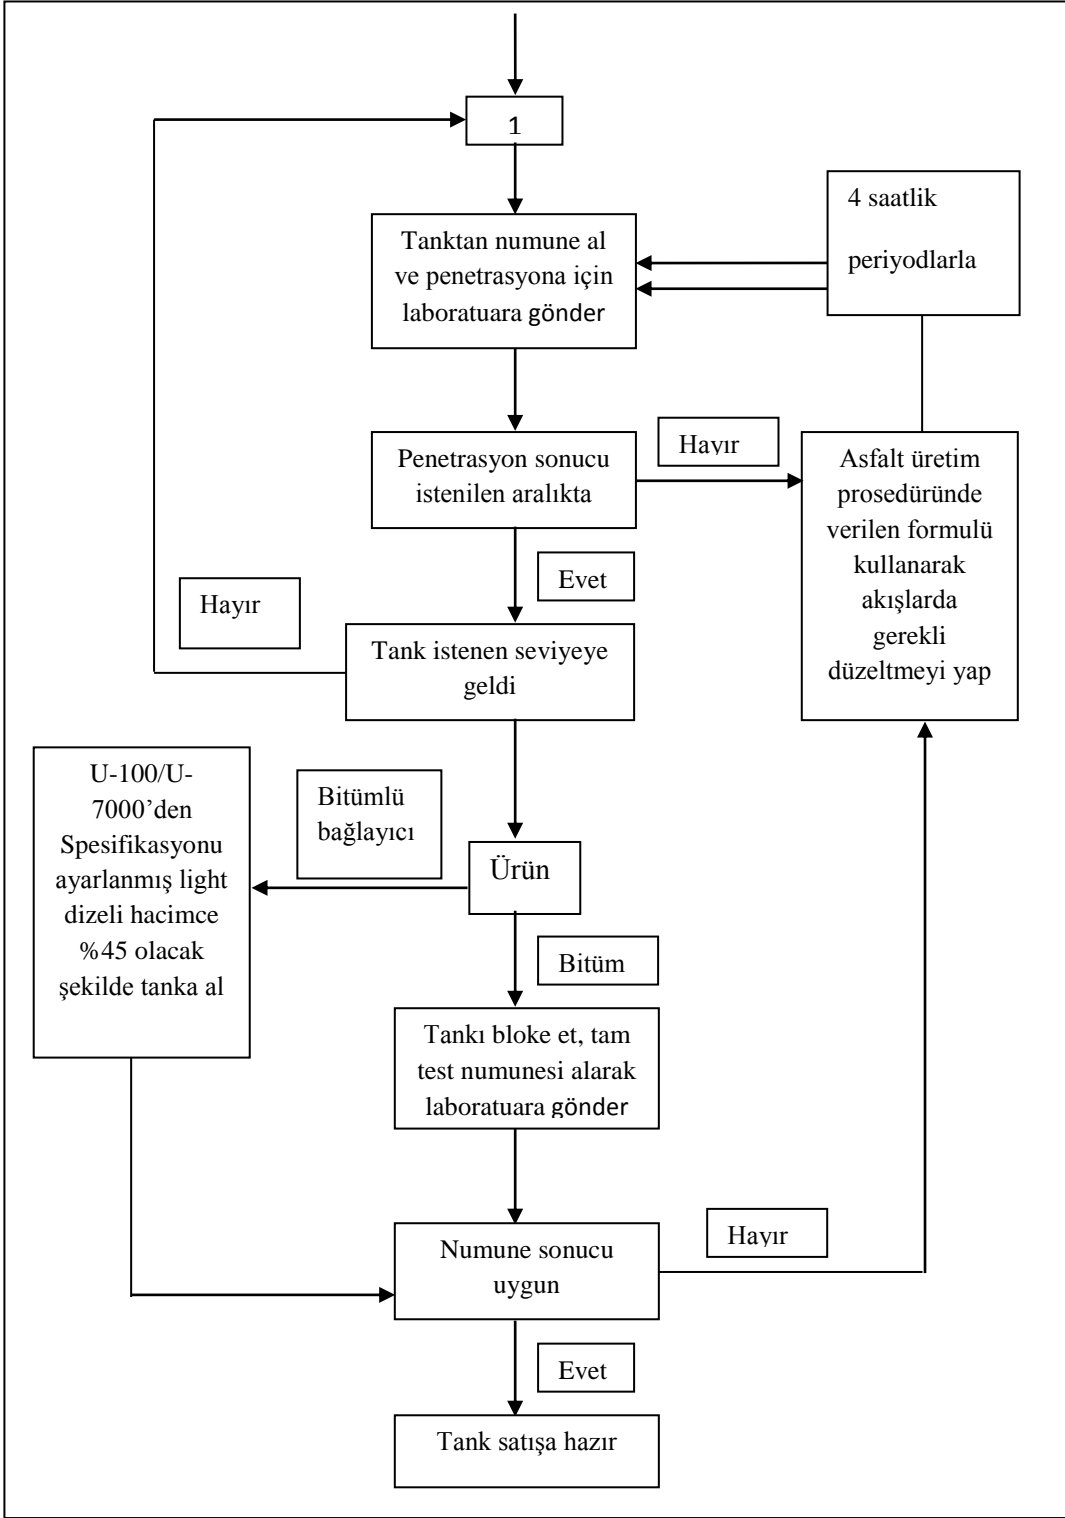 1
4 saatlik
periyodlarla
Tanktan numune al
ve penetrasyona için
laboratuara gönder
Penetrasyon sonucu
istenilen aralıkta
Hayır
Asfalt üretim
prosedüründe
verilen formulü
kullanarak
akışlarda
gerekli
düzeltmeyi yap
Evet
Hayır
Tank istenen seviyeye
geldi
U-100/U-
7000’den
Spesifikasyonu
ayarlanmış light
dizeli hacimce
%45 olacak
şekilde tanka al
Bitümlü
bağlayıcı
Ürün
Bitüm
Tankı bloke et, tam
test numunesi alarak
laboratuara gönder
Numune sonucu
uygun
Hayır
Evet
Tank satışa hazır